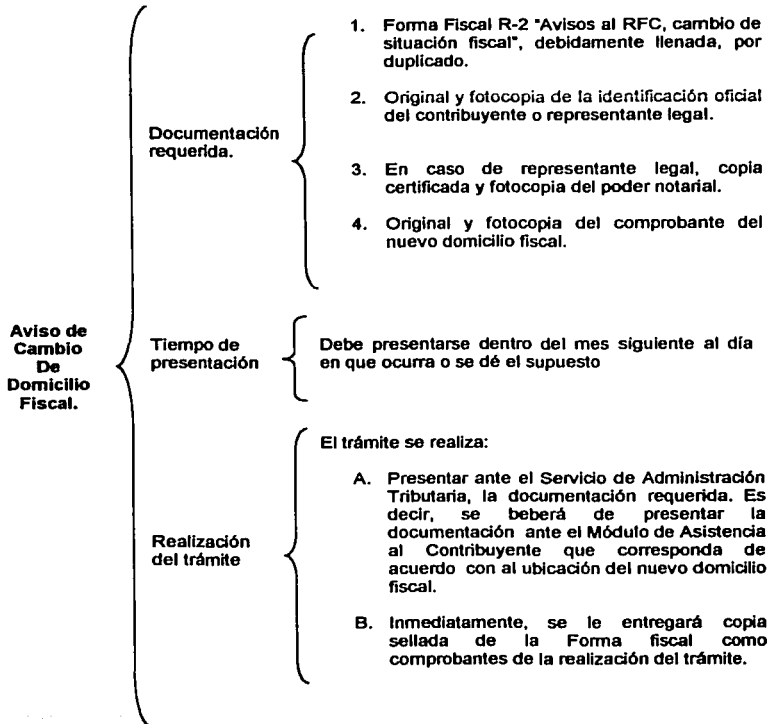 Aviso de
Cambio
De
Domicilio
Fiscal.
Documentación
requerida.
1. Forma Fiscal R-2 "Avisos al RFC, cambio de
situación fiscal", debidamente llenada, por
duplicado.
2. Original y fotocopia de la identificación oficial
del contribuyente o representante legal.
3. En caso de representante legal, copia
certificada y fotocopia del poder notarial.
4. Original y fotocopia del comprobante del
nuevo domicilio fiscal.
Tiempo de
presentación
Debe presentarse dentro del mes siguiente al día
en que ocurra o se dé el supuesto
Realización
del trámite
El trámite se realiza:
A. Presentar ante el Servicio de Administración
Tributaria, la documentación requerida. Es
decir, se beberá de presentar la
documentación ante el Módulo de Asistencia
al Contribuyente que corresponda de
acuerdo con al ubicación del nuevo domicilio
fiscal.
B. Inmediatamente, se le entregará copia
sellada de la Forma fiscal como
comprobantes de la realización del trámite.